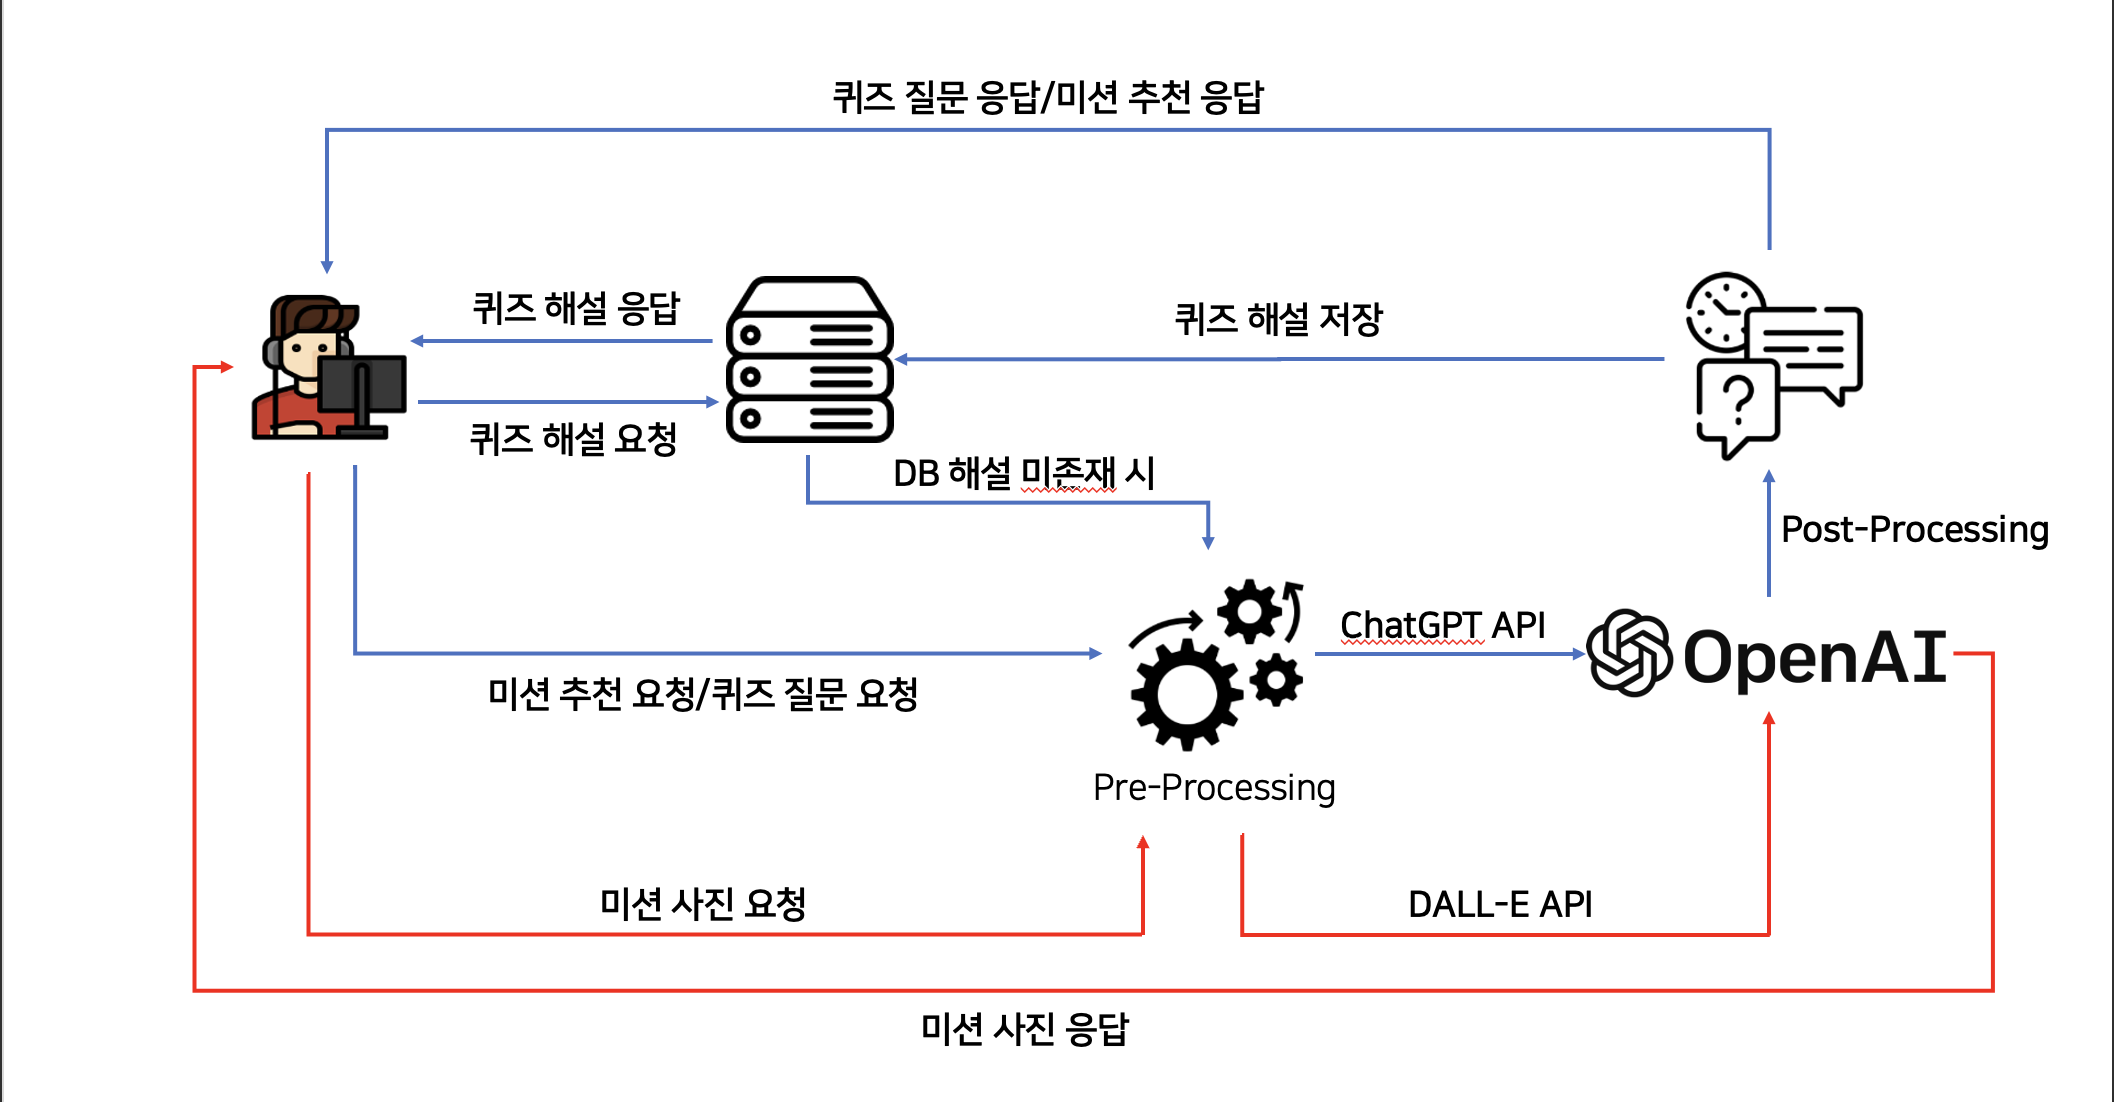 퀴즈 질문 응답/미션 추천 응답
퀴즈 해설 응답
퀴즈 해설 저장
퀴즈 해설 요청
DB 해설 미존재 시
?
Post-Processing
ChatGPT API
OpenAI
미션 추천 요청/퀴즈 질문 요청
Pre-Processing
미션 사진 요청
DALL-E API
미션 사진 응답